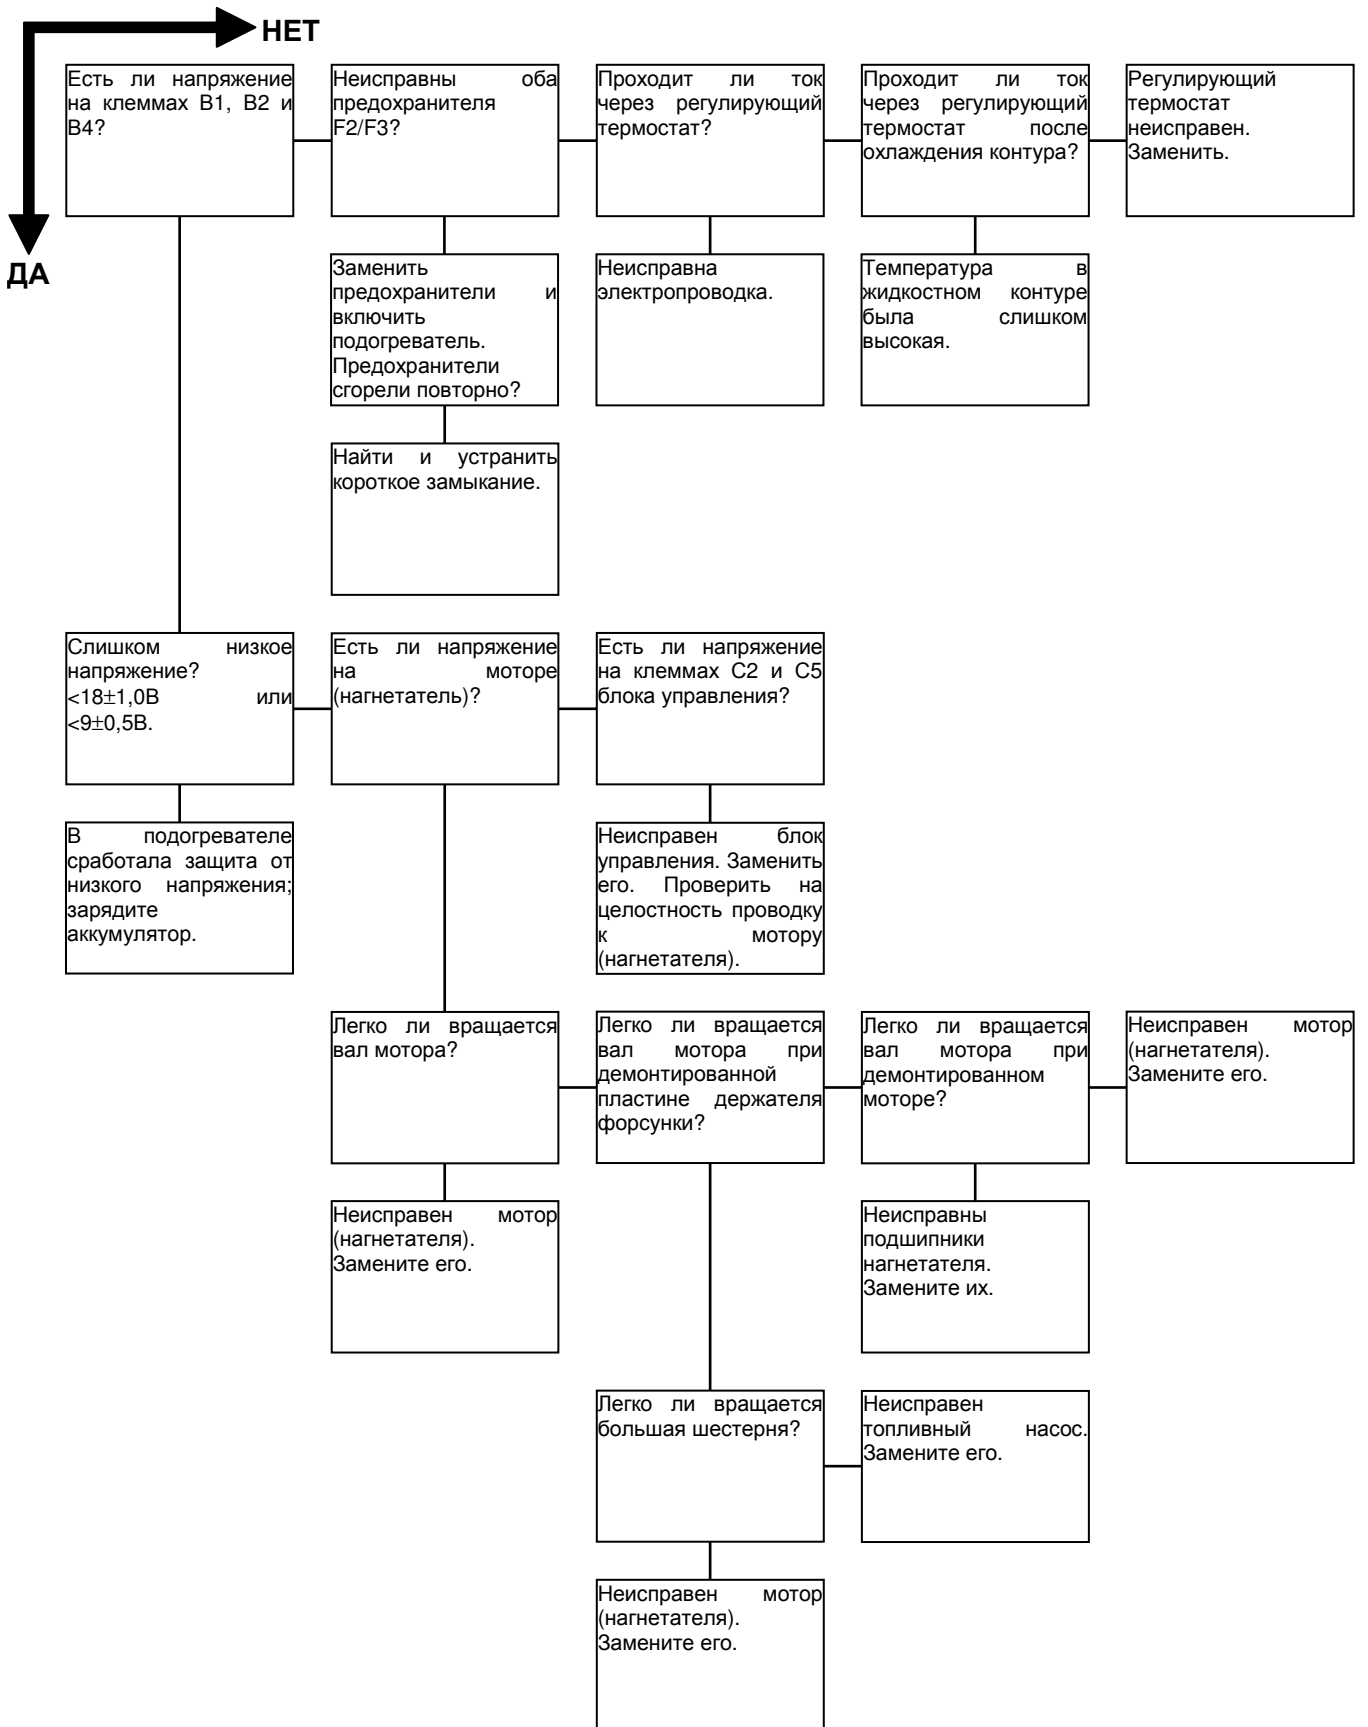 НЕТ
Есть ли напряжение
на клеммах B1, B2 и
B4?
Неисправны оба
предохранителя
F2/F3?
Проходит ли ток
через регулирующий
термостат?
Проходит ли ток
через регулирующий
термостат после
охлаждения контура?
Регулирующий
термостат
неисправен.
Заменить.
ДА
Заменить
предохранители и
включить
подогреватель.
Предохранители
сгорели повторно?
Неисправна
электропроводка.
Температура в
жидкостном контуре
была слишком
высокая.
Найти и устранить
короткое замыкание.
Слишком низкое
напряжение?
<18±1,0В или
<9±0,5В.
Есть ли напряжение
на моторе
(нагнетатель)?
Есть ли напряжение
на клеммах С2 и С5
блока управления?
В подогревателе
сработала защита от
низкого напряжения;
зарядите
аккумулятор.
Неисправен блок
управления. Заменить
его. Проверить на
целостность проводку
к мотору
(нагнетателя).
Легко ли вращается
вал мотора?
Легко ли вращается
вал мотора при
демонтированной
пластине держателя
форсунки?
Легко ли вращается
вал мотора при
демонтированном
моторе?
Неисправен мотор
(нагнетателя).
Замените его.
Неисправен мотор
(нагнетателя).
Замените его.
Неисправны
подшипники
нагнетателя.
Замените их.
Легко ли вращается
большая шестерня?
Неисправен
топливный насос.
Замените его.
Неисправен мотор
(нагнетателя).
Замените его.